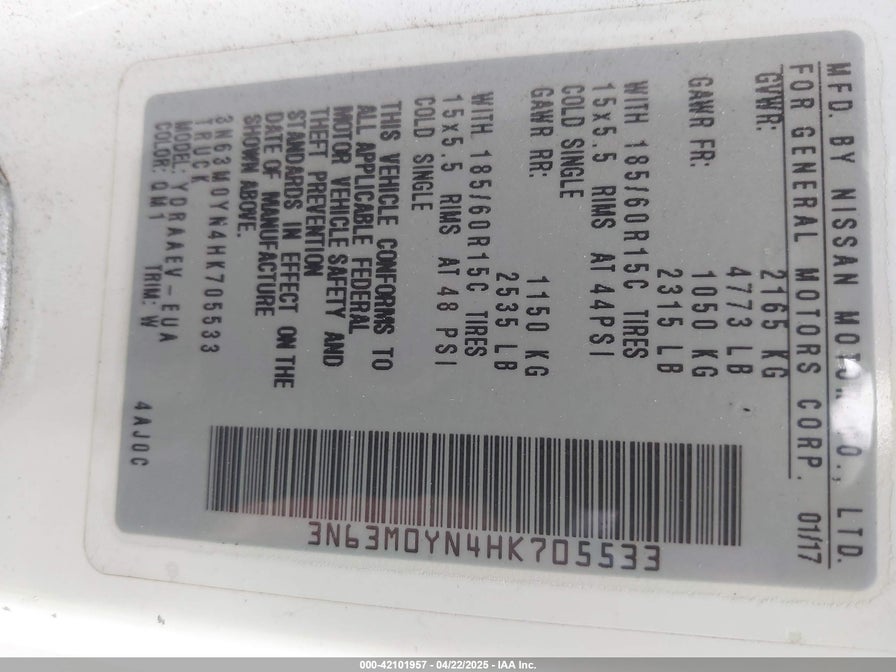 MFD. BY NISSAN MOTOR CO., LTD.
FOR GENERAL MOTORS CORP. 01/17
GVWR: 2165 KG
4773 LB
GAWR FR: 1050 KG
2315 LB
WITH 185/60R15C TIRES
15x5.5 RIMS AT 44PSI
COLD SINGLE
GAWR RR: 1150 KG
2535 LB
WITH 185/60R15C TIRES
15x5.5 RIMS AT 48 PSI
COLD SINGLE
THIS VEHICLE CONFORMS TO
ALL APPLICABLE FEDERAL
MOTOR VEHICLE SAFETY AND
THEFT PREVENTION
STANDARDS IN EFFECT ON THE
DATE OF MANUFACTURE
SHOWN ABOVE.
3N63M0YN4HK705533
TRUCK
MODEL: YDRAAEV-EUA
COLOR: QM1 TRIM: W 4AJ0C
3N63M0YN4HK705533
000-42101957 - 04/22/2025 - IAA Inc.